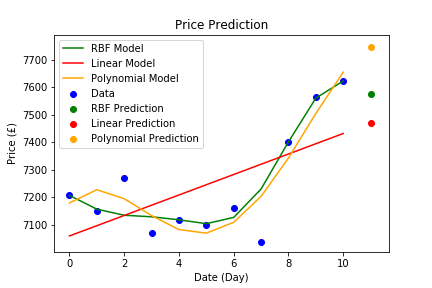 Price Prediction
RBF Model
Linear Model
Polynomial Model
Data
RBF Prediction
Linear Prediction
Polynomial Prediction
7700
7600
7500
7400
7300
7200
7100
Price (£)
0 2 4 6 8 10
Date (Day)